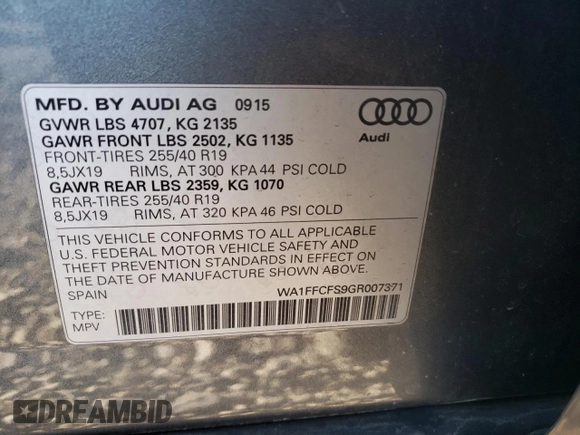 MFD. BY AUDI AG 0915
GVWR LBS 4707, KG 2135
GAWR FRONT LBS 2502, KG 1135
FRONT-TIRES 255/40 R19
8,5JX19 RIMS, AT 300 KPA 44 PSI COLD
GAWR REAR LBS 2359, KG 1070
REAR-TIRES 255/40 R19
8,5JX19 RIMS, AT 320 KPA 46 PSI COLD
Audi
THIS VEHICLE CONFORMS TO ALL APPLICABLE
U.S. FEDERAL MOTOR VEHICLE SAFETY AND
THEFT PREVENTION STANDARDS IN EFFECT ON
THE DATE OF MANUFACTURE SHOWN ABOVE.
SPAIN WA1FFCFS9GR007371
TYPE:
MPV
DREAMBID